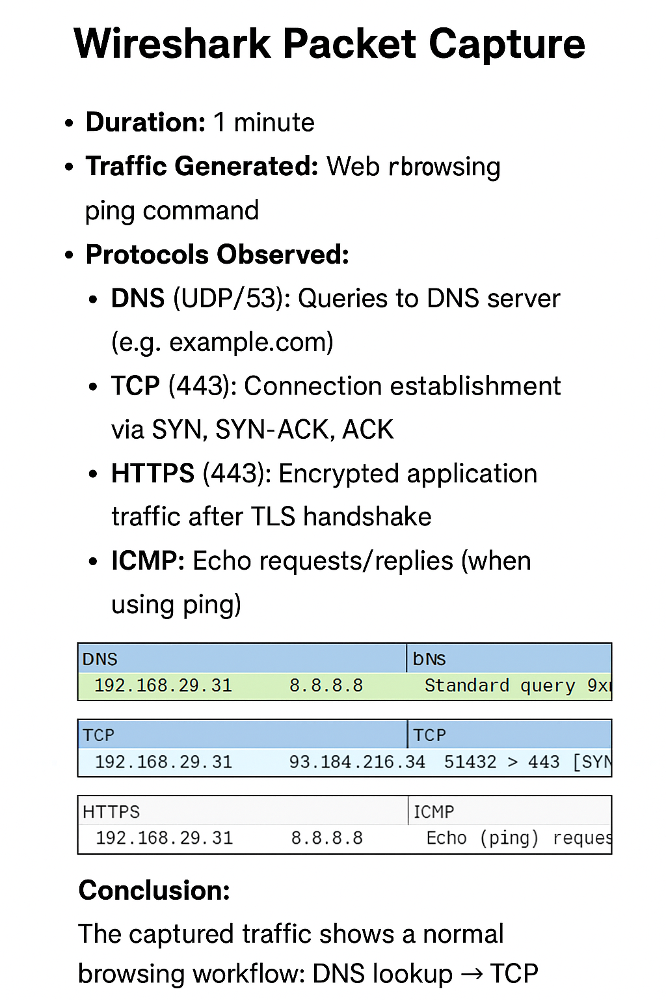 Wireshark Packet Capture
• Duration: 1 minute
• Traffic Generated: Web rbrowsing
ping command
• Protocols Observed:
• DNS (UDP/53): Queries to DNS server
(e.g. example.com)
• TCP (443): Connection establishment
via SYN, SYN-ACK, ACK
• HTTPS (443): Encrypted application
traffic after TLS handshake
• ICMP: Echo requests/replies (when
using ping)
DNS bNs
192.168.29.31 8.8.8.8 Standard query 9x
TCP TCP
192.168.29.31 93.184.216.34 51432 > 443 [SYN
HTTPS ICMP
192.168.29.31 8.8.8.8 Echo (ping) reques
Conclusion:
The captured traffic shows a normal
browsing workflow: DNS lookup → TCP